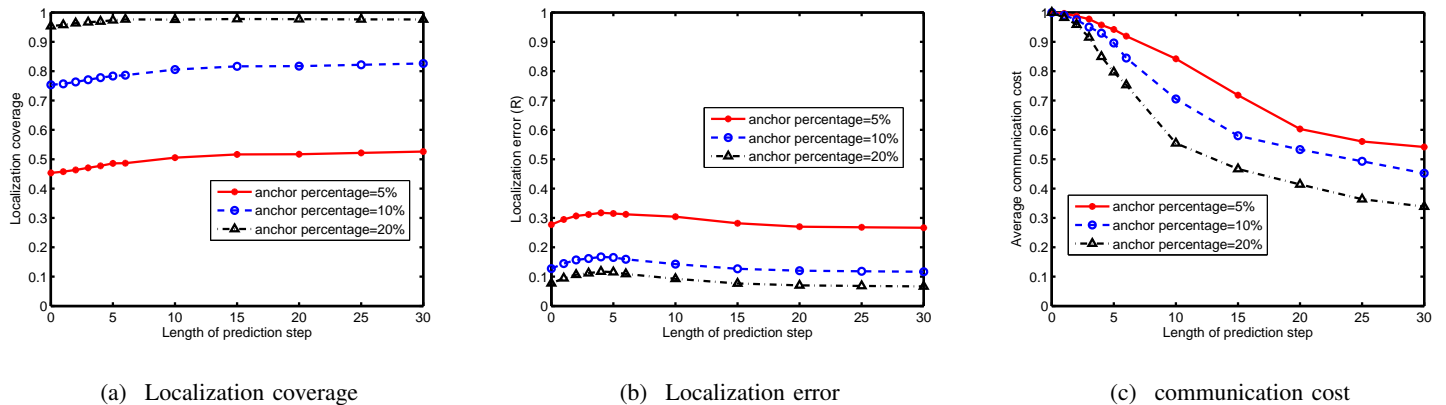 1
0.9
0.8
0.7
0.6
0.5
0.4
0.3
0.2
0.1
0
0 5 10 15 20 25 30
Localization coverage
Length of prediction step
anchor percentage=5%
anchor percentage=10%
anchor percentage=20%
(a) Localization coverage
1
0.9
0.8
0.7
0.6
0.5
0.4
0.3
0.2
0.1
0
0 5 10 15 20 25 30
Localization error (R)
Length of prediction step
anchor percentage=5%
anchor percentage=10%
anchor percentage=20%
(b) Localization error
1
0.9
0.8
0.7
0.6
0.5
0.4
0.3
0.2
0.1
0
0 5 10 15 20 25 30
Average communication cost
Length of prediction step
anchor percentage=5%
anchor percentage=10%
anchor percentage=20%
(c) communication cost